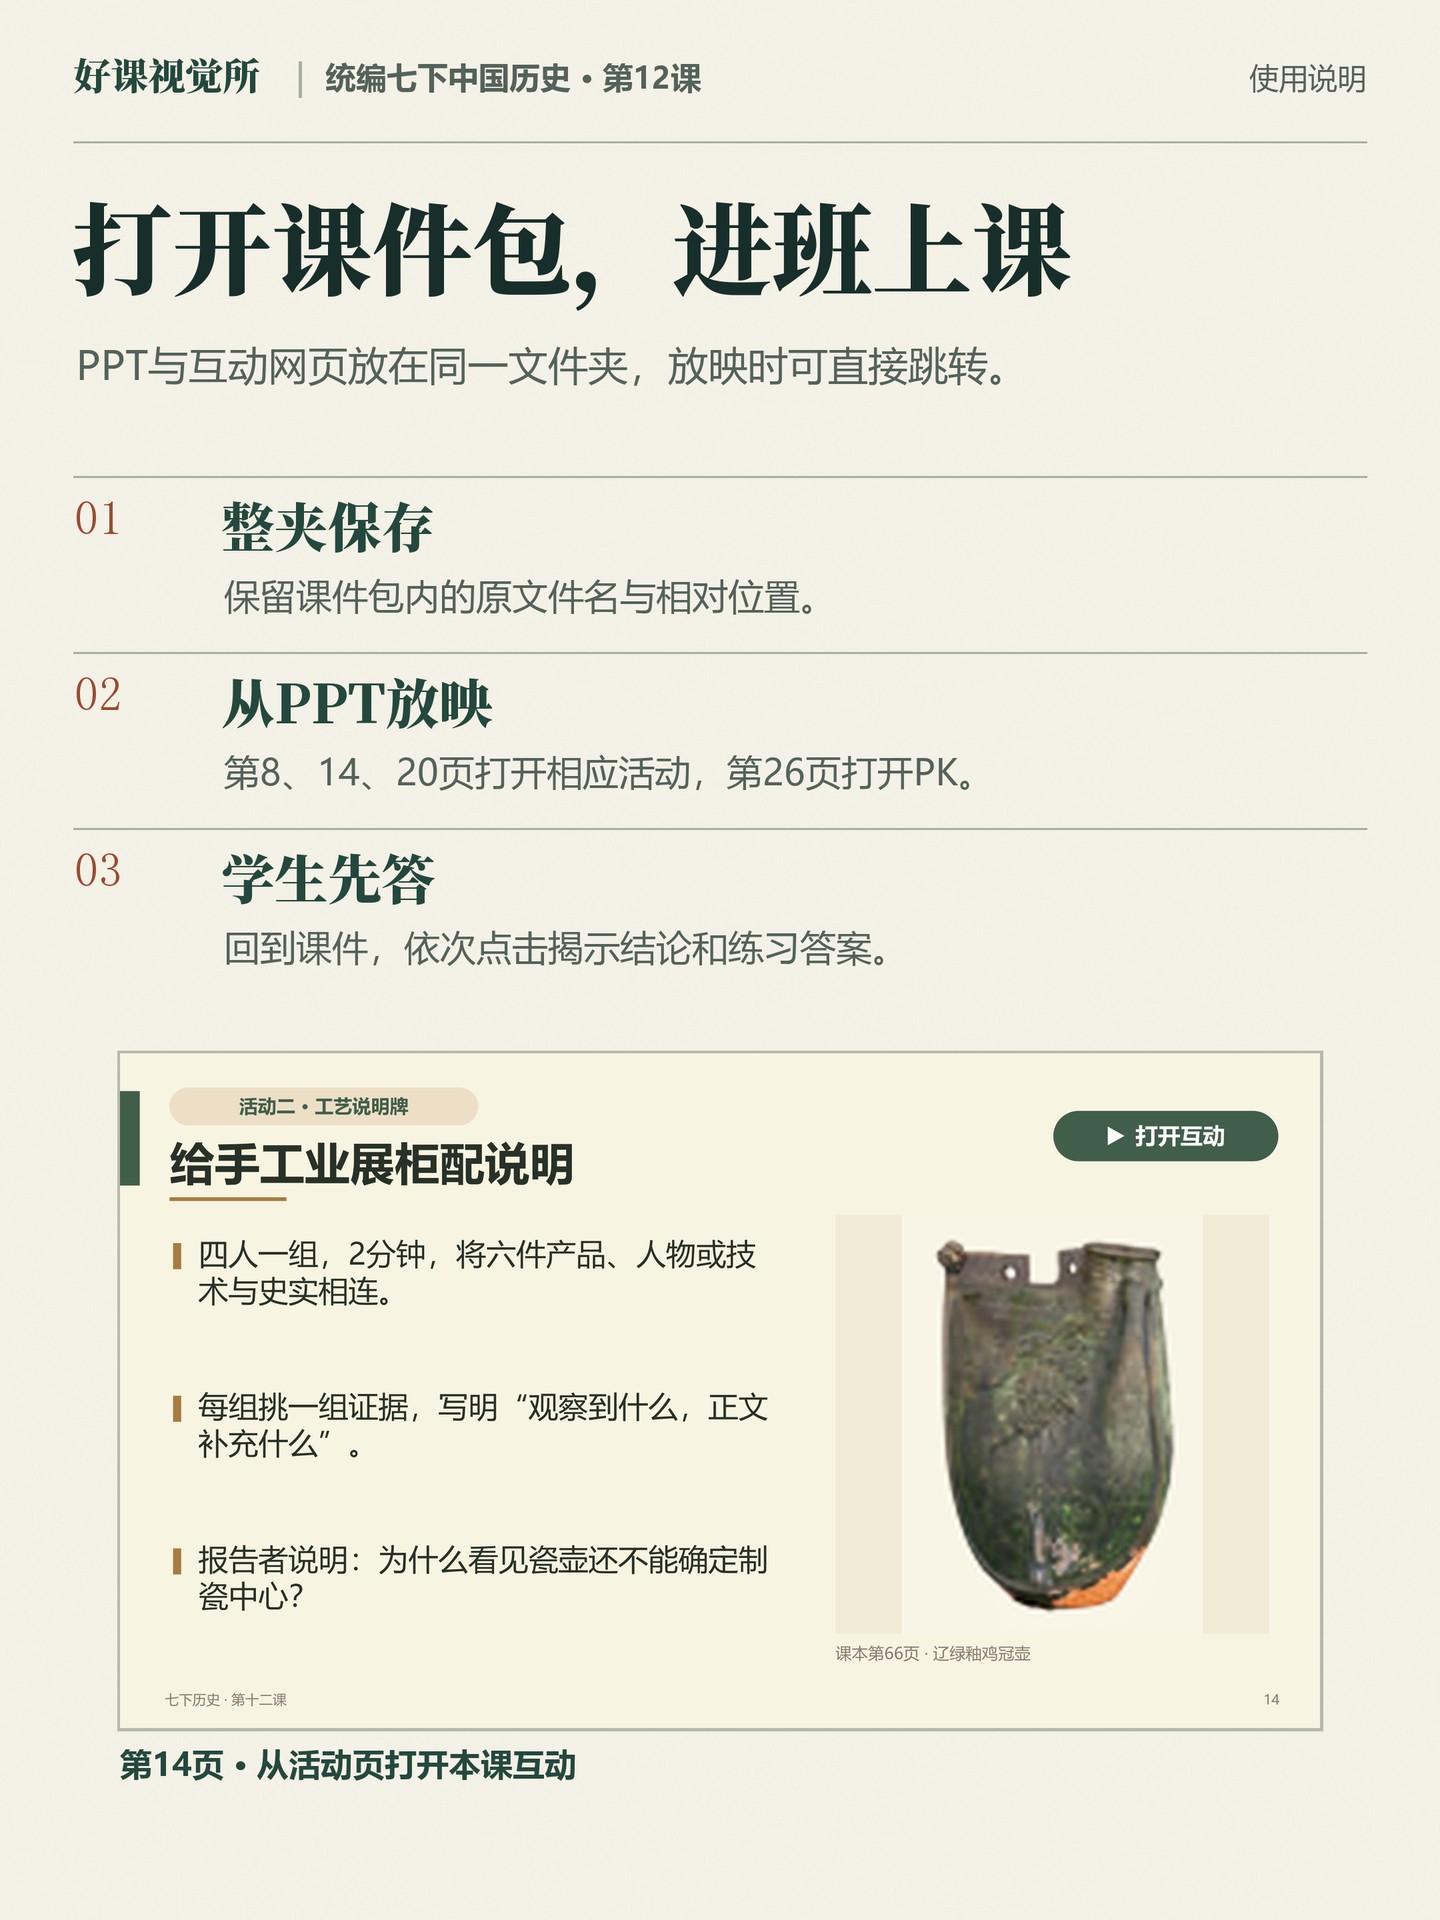 好课视觉所
统编七下中国历史·第12课
使用说明
打开课件包，进班上课
PPT与互动网页放在同一文件夹，放映时可直接跳转。
01
整夹保存
保留课件包内的原文件名与相对位置。
02
从PPT放映
第8、14、20页打开相应活动，第26页打开PK。
03
学生先答
回到课件，依次点击揭示结论和练习答案。
活动二·工艺说明牌
▶ 打开互动
给手工业展柜配说明
四人一组，2分钟，将六件产品、人物或技
术与史实相连。
每组挑一组证据，写明“观察到什么，正文
补充什么”。
报告者说明：为什么看见瓷壶还不能确定制
瓷中心？
课本第66页·辽绿釉鸡冠壶
七下历史·第十二课
14
第14页·从活动页打开本课互动